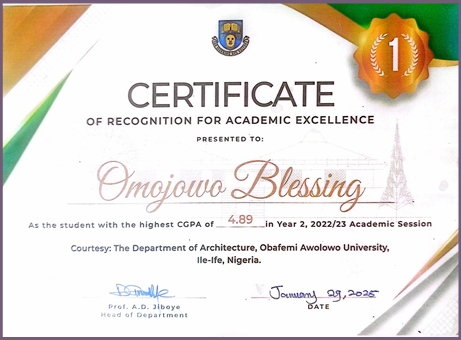 1
CERTIFICATE
OF RECOGNITION FOR ACADEMIC EXCELLENCE
PRESENTED TO:
Omojowo Blessing
As the student with the highest CGPA of 4.89 in Year 2, 2022/23 Academic Session
Courtesy: The Department of Architecture, Obafemi Awolowo University,
Ile-Ife, Nigeria.
January 29, 2025
Prof. A.D. Jiboye
Head of Department
DATE